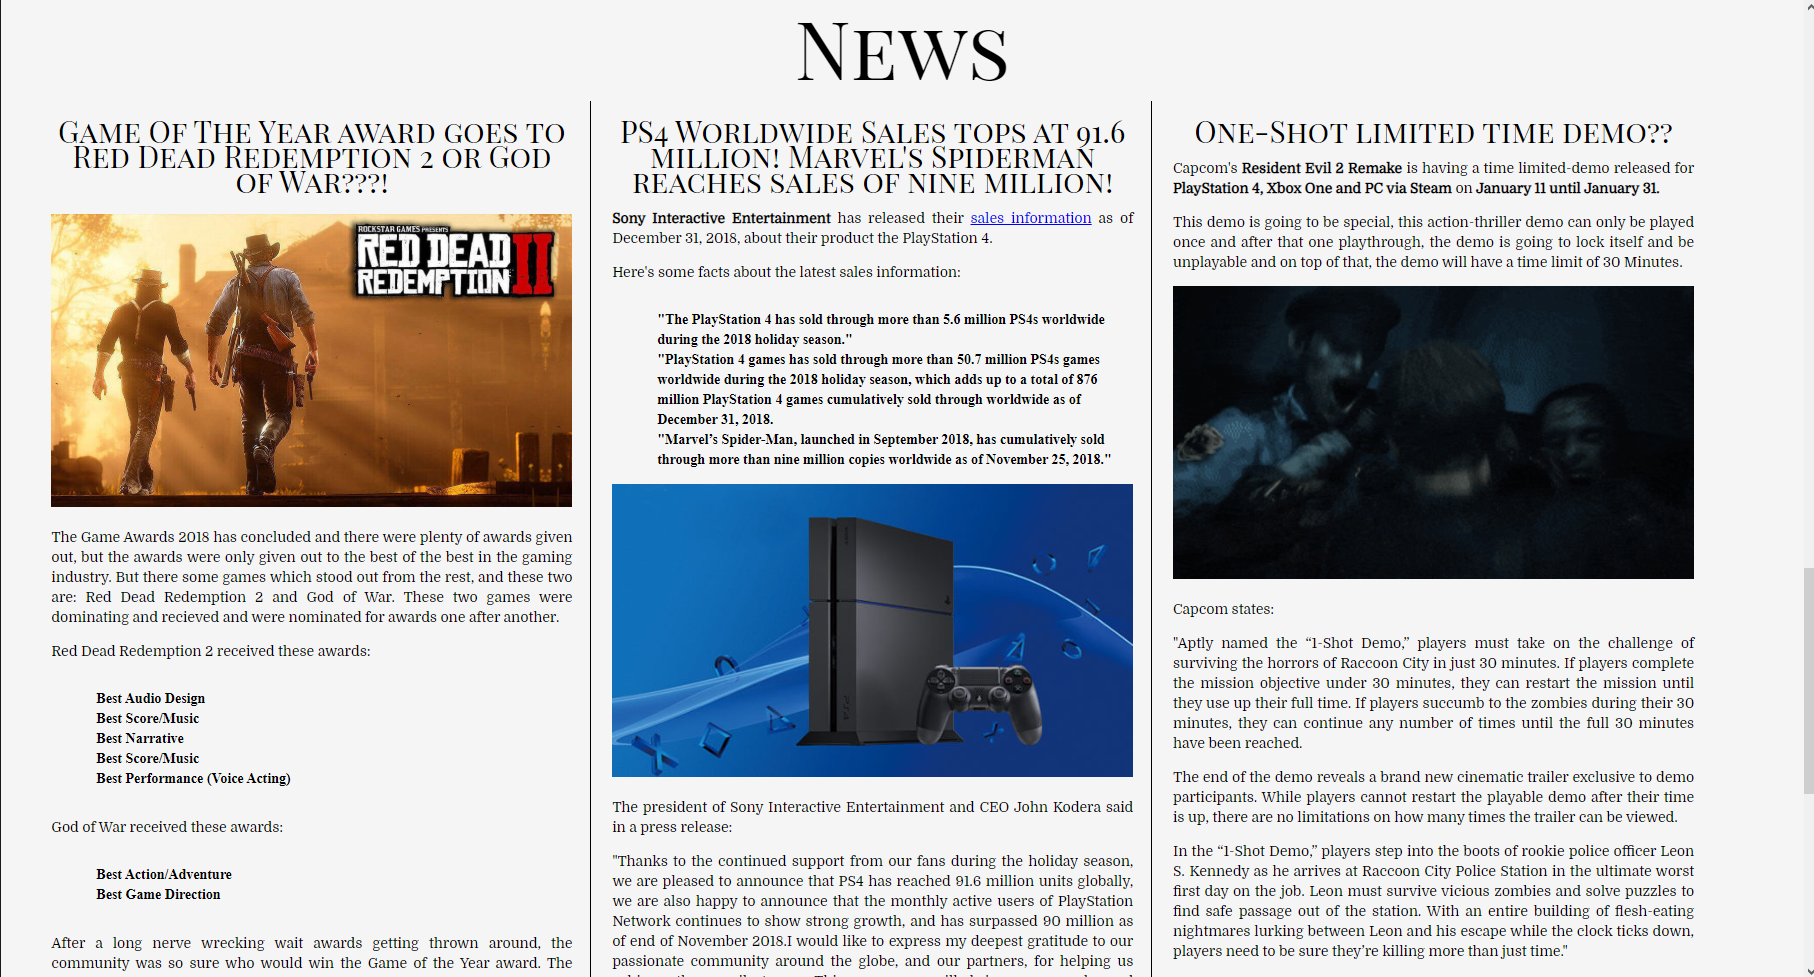 News
Game Of The Year award goes to
Red Dead Redemption 2 or God
of War???!
ROCKSTAR GAMES PRESENTS
RED DEAD
REDEMPTION II
The Game Awards 2018 has concluded and there were plenty of awards given
out, but the awards were only given out to the best of the best in the gaming
industry. But there some games which stood out from the rest, and these two
are: Red Dead Redemption 2 and God of War. These two games were
dominating and recieved and were nominated for awards one after another.
Red Dead Redemption 2 received these awards:
Best Audio Design
Best Score/Music
Best Narrative
Best Score/Music
Best Performance (Voice Acting)
God of War received these awards:
Best Action/Adventure
Best Game Direction
After a long nerve wrecking wait awards getting thrown around, the
community was so sure who would win the Game of the Year award. The
PS4 Worldwide Sales tops at 91.6
million! Marvel's Spiderman
reaches sales of nine million!
Sony Interactive Entertainment has released their sales information as of
December 31, 2018, about their product the PlayStation 4.
Here's some facts about the latest sales information:
"The PlayStation 4 has sold through more than 5.6 million PS4s worldwide
during the 2018 holiday season."
"PlayStation 4 games has sold through more than 50.7 million PS4s games
worldwide during the 2018 holiday season, which adds up to a total of 876
million PlayStation 4 games cumulatively sold through worldwide as of
December 31, 2018.
"Marvel’s Spider-Man, launched in September 2018, has cumulatively sold
through more than nine million copies worldwide as of November 25, 2018."
The president of Sony Interactive Entertainment and CEO John Kodera said
in a press release:
"Thanks to the continued support from our fans during the holiday season,
we are pleased to announce that PS4 has reached 91.6 million units globally,
we are also happy to announce that the monthly active users of PlayStation
Network continues to show strong growth, and has surpassed 90 million as
of end of November 2018.I would like to express my deepest gratitude to our
passionate community around the globe, and our partners, for helping us
One-Shot limited time demo??
Capcom's Resident Evil 2 Remake is having a time limited-demo released for
PlayStation 4, Xbox One and PC via Steam on January 11 until January 31.
This demo is going to be special, this action-thriller demo can only be played
once and after that one playthrough, the demo is going to lock itself and be
unplayable and on top of that, the demo will have a time limit of 30 Minutes.
Capcom states:
"Aptly named the “1-Shot Demo,” players must take on the challenge of
surviving the horrors of Raccoon City in just 30 minutes. If players complete
the mission objective under 30 minutes, they can restart the mission until
they use up their full time. If players succumb to the zombies during their 30
minutes, they can continue any number of times until the full 30 minutes
have been reached.
The end of the demo reveals a brand new cinematic trailer exclusive to demo
participants. While players cannot restart the playable demo after their time
is up, there are no limitations on how many times the trailer can be viewed.
In the “1-Shot Demo,” players step into the boots of rookie police officer Leon
S. Kennedy as he arrives at Raccoon City Police Station in the ultimate worst
first day on the job. Leon must survive vicious zombies and solve puzzles to
find safe passage out of the station. With an entire building of flesh-eating
nightmares lurking between Leon and his escape while the clock ticks down,
players need to be sure they’re killing more than just time."